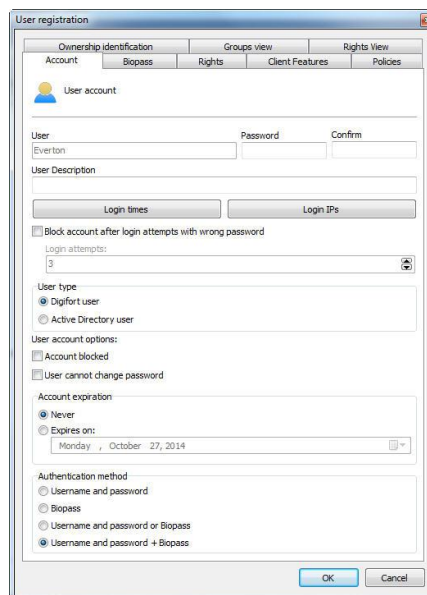 User registration
Ownership identification Groups view Rights View
Account Biopass Rights Client Features Policies
User account
User Password Confirm
Everton
User Description
Login times Login IPs
Block account after login attempts with wrong password
Login attempts:
3
User type
Digifort user
Active Directory user
User account options:
Account blocked
User cannot change password
Account expiration
Never
Expires on:
Monday , October 27, 2014
Authentication method
Username and password
Biopass
Username and password or Biopass
Username and password + Biopass
OK Cancel